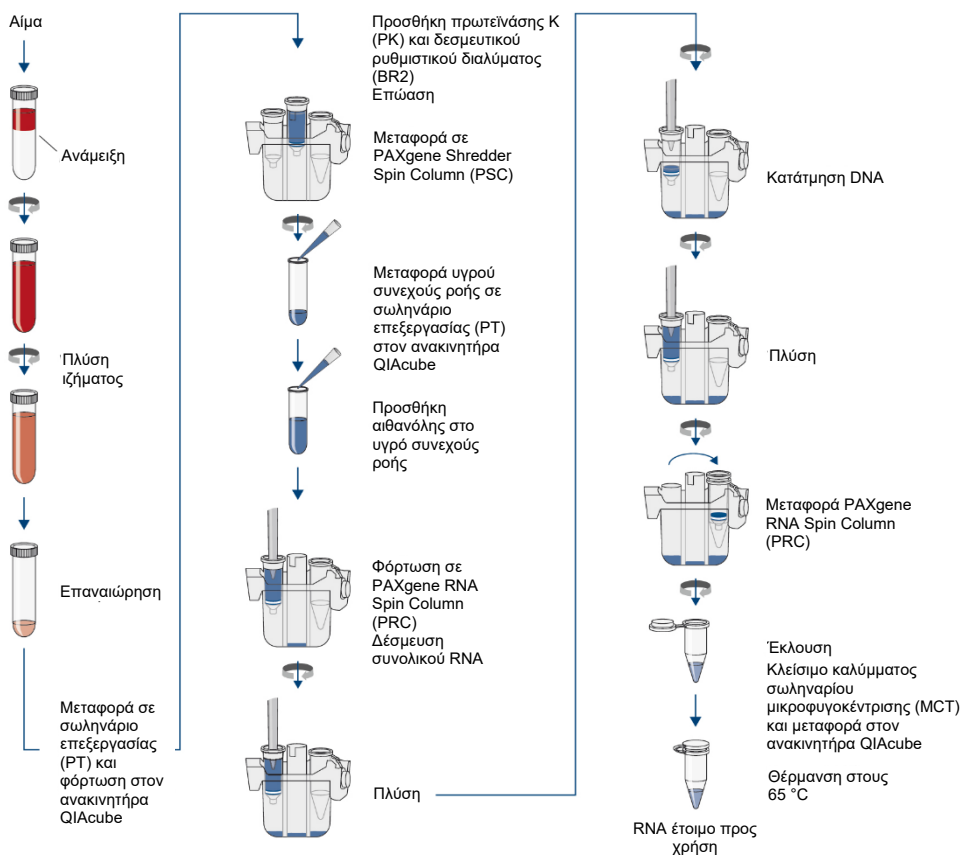 Αίμα
Ανάμειξη
Πλύση
ιζήματος
Επαναιώρηση
Μεταφορά σε
σωληνάριο
επεξεργασίας
(PT) και
φόρτωση στον
ανακινητήρα
QIAcube
Προσθήκη πρωτεϊνάσης K
(PK) και δεσμευτικού
ρυθμιστικού διαλύματος
(BR2)
Επώαση
Μεταφορά σε
PAXgene Shredder
Spin Column (PSC)
Μεταφορά υγρού
συνεχούς ροής σε
σωληνάριο
επεξεργασίας (PT)
στον ανακινητήρα
QIAcube
Προσθήκη
αιθανόλης στο
υγρό συνεχούς
ροής
Φόρτωση σε
PAXgene RNA
Spin Column
(PRC)
Δέσμευση
συνολικού RNA
Πλύση
Κατάτμηση DNA
Πλύση
Μεταφορά PAXgene
RNA Spin Column
(PRC)
Έκλουση
Κλείσιμο καλύμματος
σωληναρίου
μικροφυγοκέντρισης (MCT)
και μεταφορά στον
ανακινητήρα QIAcube
Θέρμανση στους
65 °C
RNA έτοιμο προς
χρήση